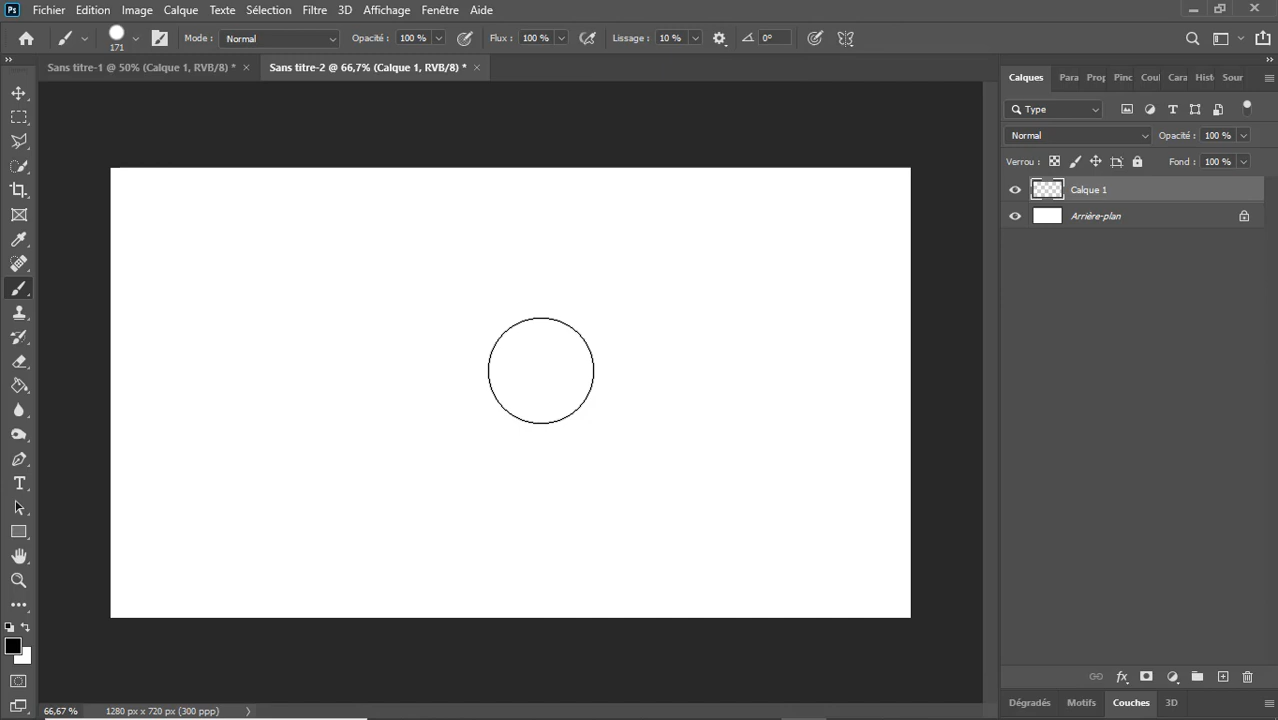 Ps Fichier Edition Image Calque Texte Sélection Filtre 3D Affichage Fenêtre Aide
171 Mode : Normal Opacité : 100 % Flux : 100 % Lissage : 10 % 0°
Sans titre-1 @ 50% (Calque 1, RVB/8) * × Sans titre-2 @ 66,7% (Calque 1, RVB/8) * ×
Calques Para Prop Pinc Coul Cara Histo Sour
Type
Normal Opacité : 100 %
Verrou : Fond : 100 %
Calque 1
Arrière-plan
T
66,67 % 1280 px x 720 px (300 ppp)
fx
Dégradés Motifs Couches 3D